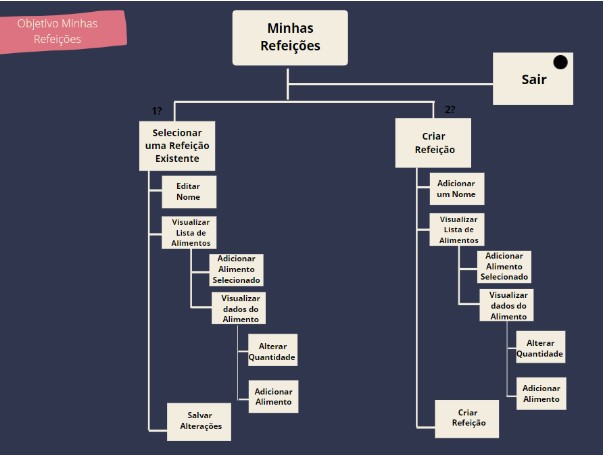 Objetivo Minhas
Refeições
Minhas
Refeições
Sair
1?
2?
Selecionar
uma Refeição
Existente
Editar
Nome
Visualizar
Lista de
Alimentos
Adicionar
Alimento
Selecionado
Visualizar
dados do
Alimento
Alterar
Quantidade
Adicionar
Alimento
Salvar
Alterações
Criar
Refeição
Adicionar
um Nome
Visualizar
Lista de
Alimentos
Adicionar
Alimento
Selecionado
Visualizar
dados do
Alimento
Alterar
Quantidade
Adicionar
Alimento
Criar
Refeição